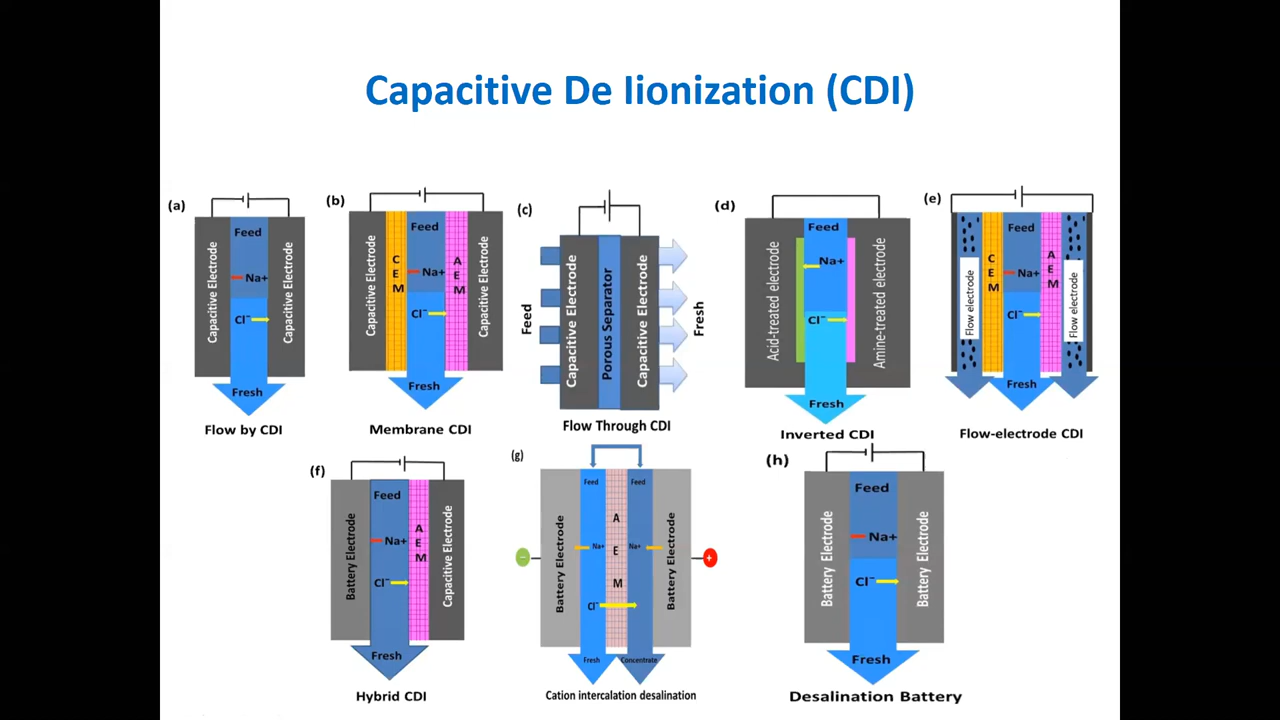 Capacitive De Iionization (CDI)
(a)
Capacitive Electrode
Feed
Na+
Cl⁻
Fresh
Capacitive Electrode
Flow by CDI
(b)
Capacitive Electrode
CEM
Feed
Na+
Cl⁻
Fresh
AEM
Capacitive Electrode
Membrane CDI
(c)
Feed
Capacitive Electrode
Porous Separator
Capacitive Electrode
Fresh
Flow Through CDI
(d)
Acid-treated electrode
Feed
Na+
Cl⁻
Fresh
Amine-treated electrode
Inverted CDI
(e)
Flow electrode
CEM
Feed
Na+
Cl⁻
Fresh
AEM
Flow electrode
Flow-electrode CDI
(f)
Battery Electrode
Feed
Na+
Cl⁻
Fresh
AEM
Capacitive Electrode
Hybrid CDI
(g)
−
Battery Electrode
Feed
Na+
Cl⁻
Fresh
AEM
Feed
Na+
Concentrate
Battery Electrode
+
Cation intercalation desalination
(h)
Battery Electrode
Feed
Na+
Cl⁻
Fresh
Battery Electrode
Desalination Battery